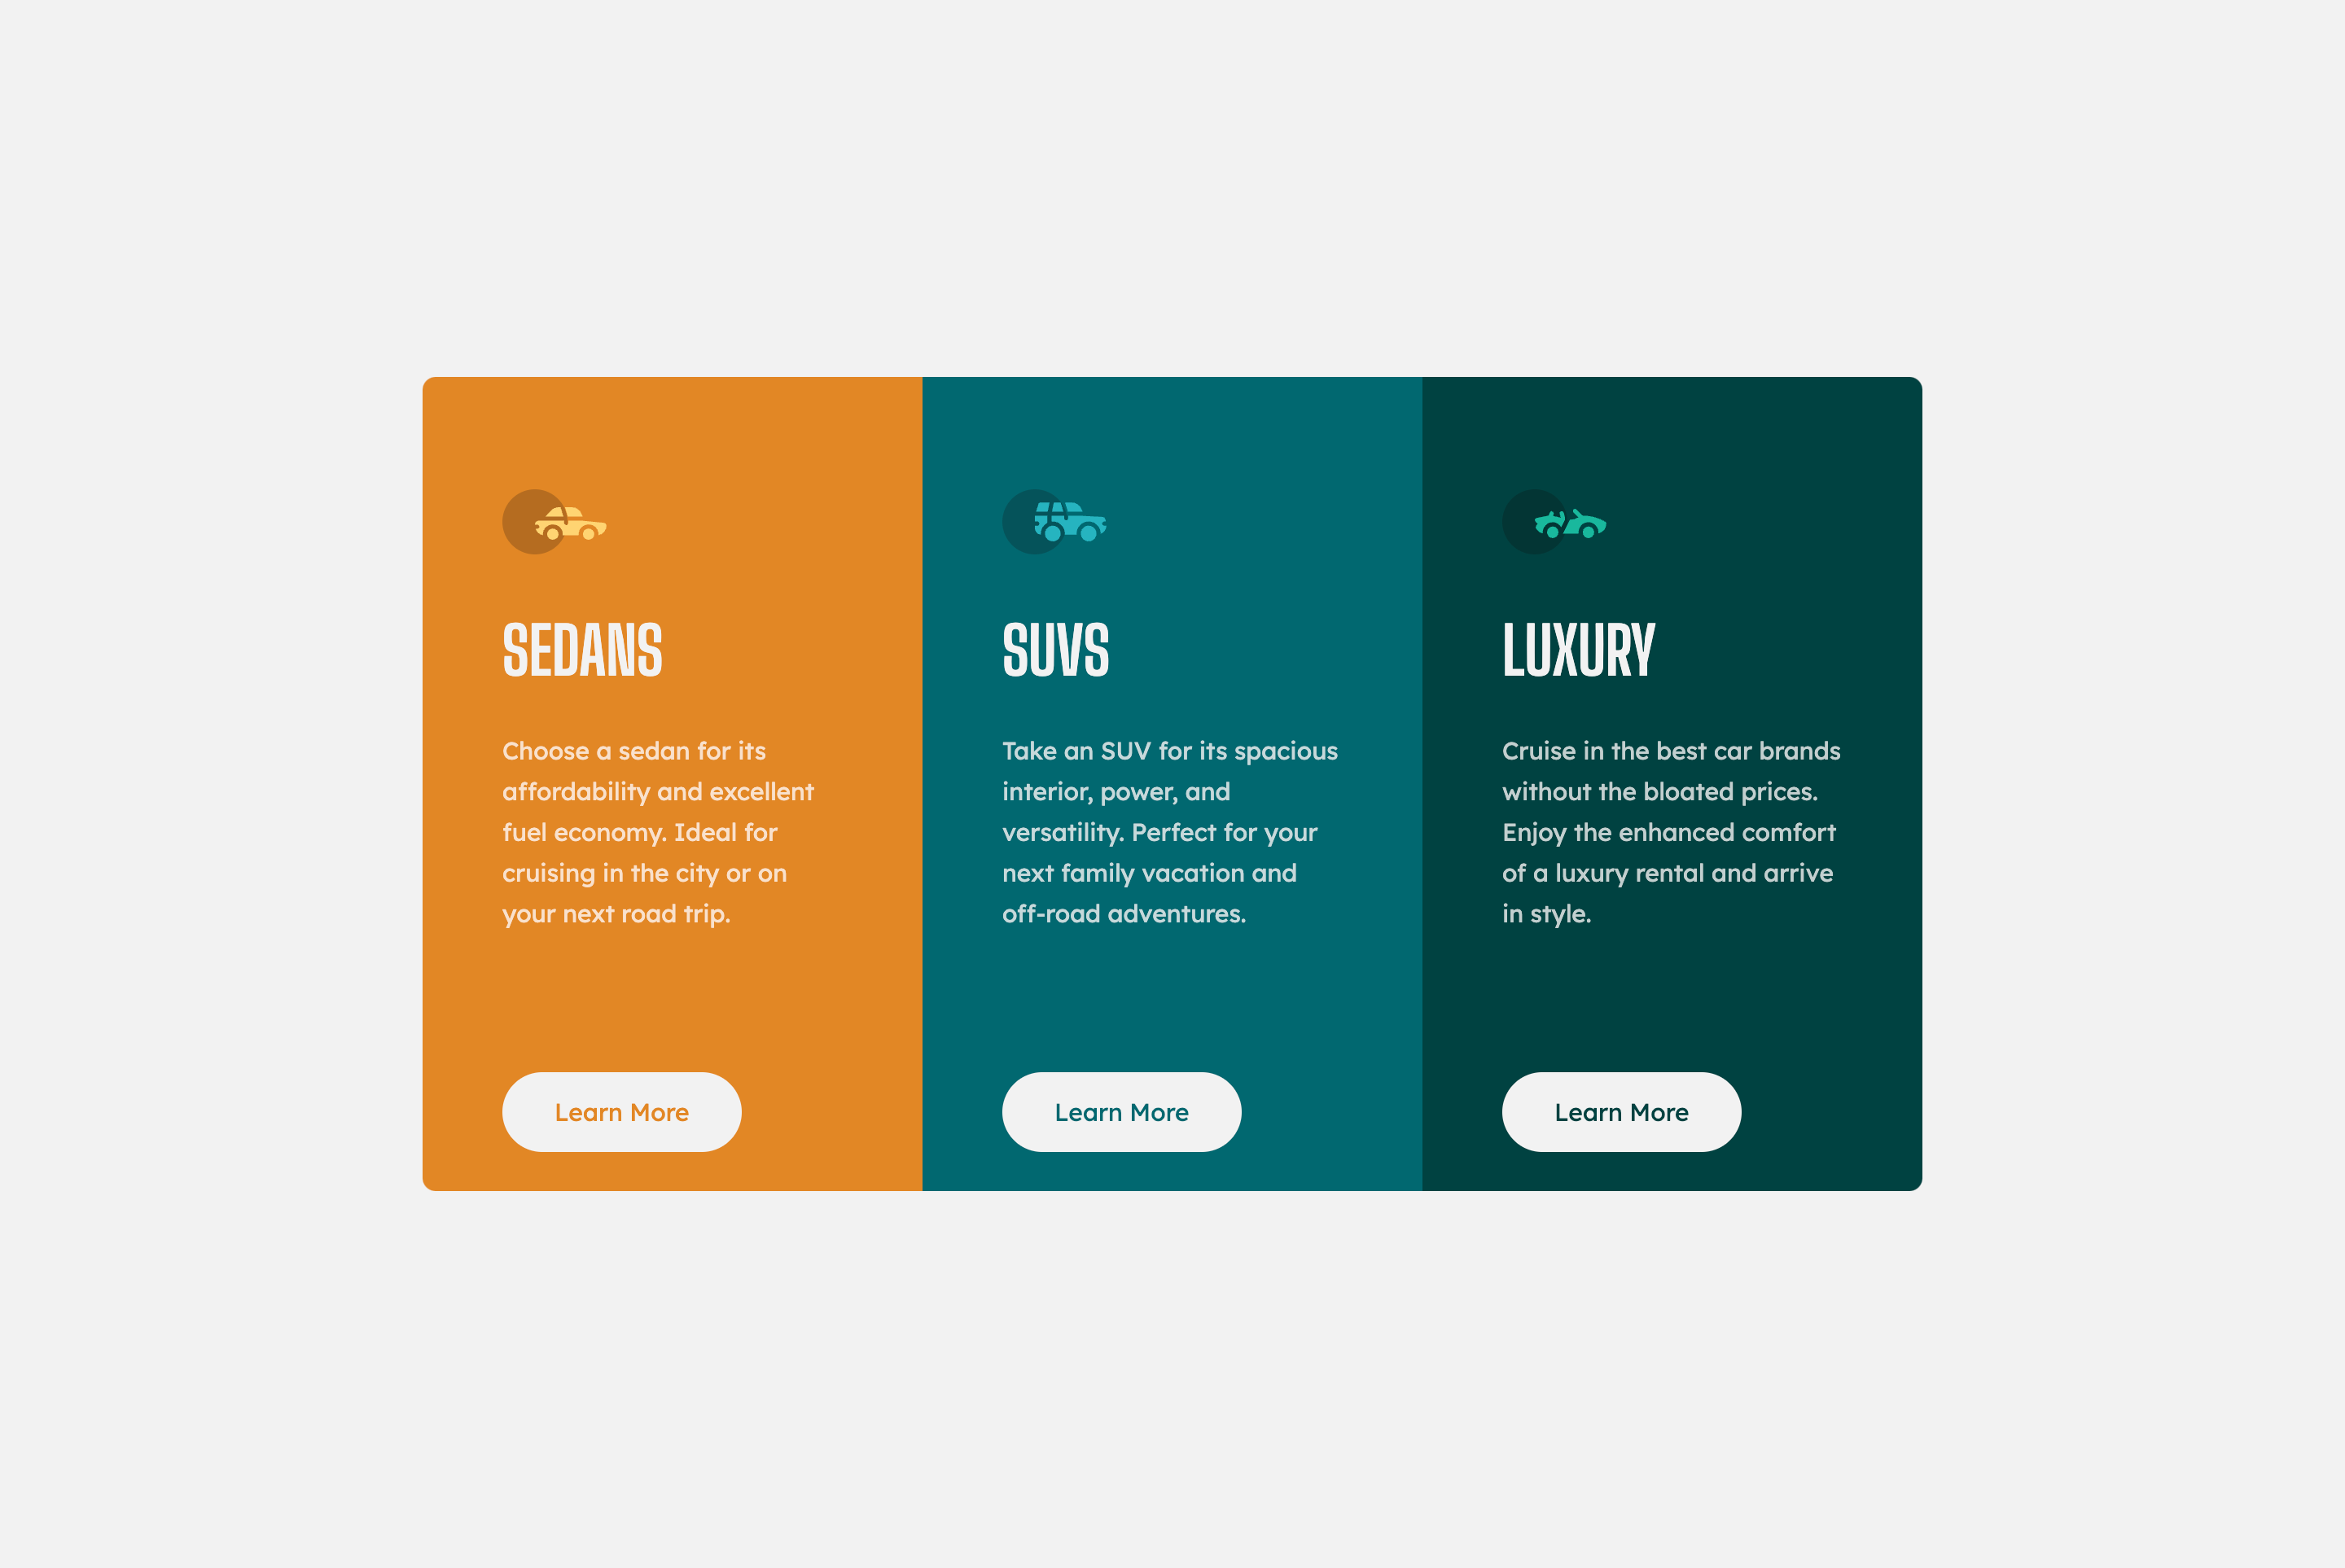 SEDANS
Choose a sedan for its
affordability and excellent
fuel economy. Ideal for
cruising in the city or on
your next road trip.
Learn More
SUVS
Take an SUV for its spacious
interior, power, and
versatility. Perfect for your
next family vacation and
off-road adventures.
Learn More
LUXURY
Cruise in the best car brands
without the bloated prices.
Enjoy the enhanced comfort
of a luxury rental and arrive
in style.
Learn More